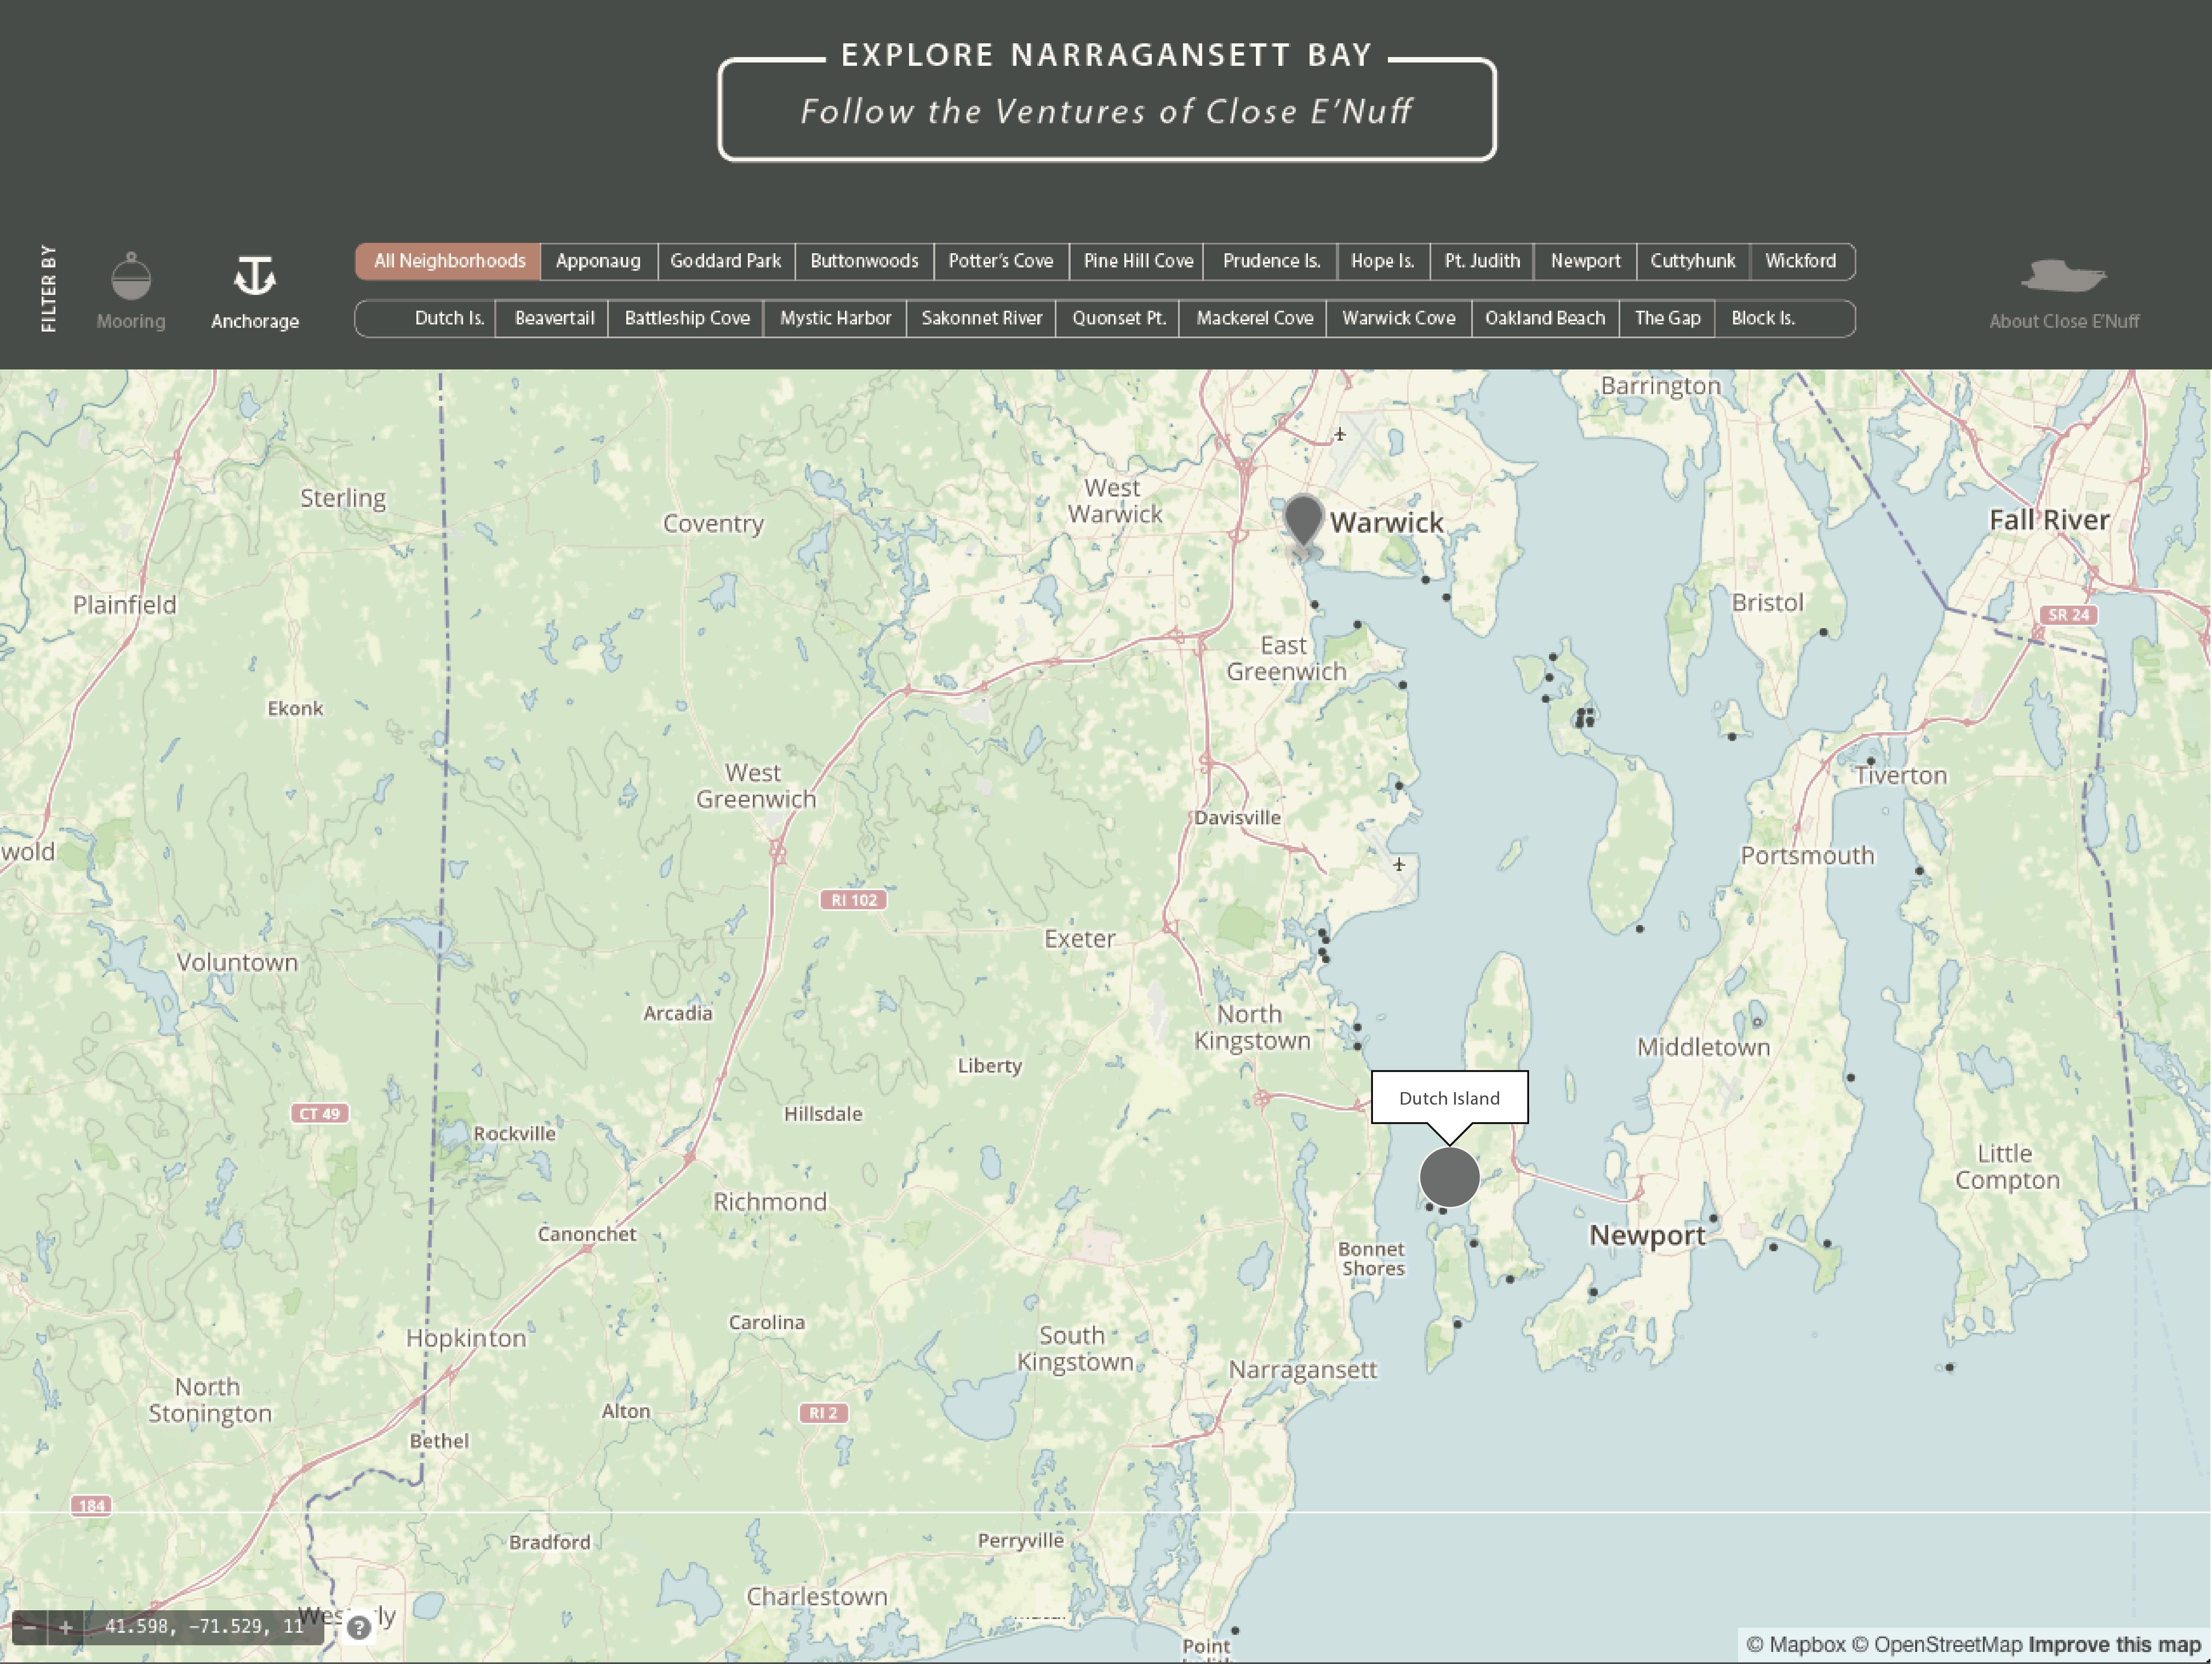 EXPLORE NARRAGANSETT BAY
Follow the Ventures of Close E'Nuff
FILTER BY
Mooring
Anchorage
All Neighborhoods
Apponaug
Goddard Park
Buttonwoods
Potter's Cove
Pine Hill Cove
Prudence Is.
Hope Is.
Pt. Judith
Newport
Cuttyhunk
Wickford
Dutch Is.
Beavertail
Battleship Cove
Mystic Harbor
Sakonnet River
Quonset Pt.
Mackerel Cove
Warwick Cove
Oakland Beach
The Gap
Block Is.
About Close E'Nuff
Barrington
Sterling
Coventry
West
Warwick
Warwick
Fall River
Plainfield
Bristol
SR 24
East
Greenwich
Ekonk
West
Greenwich
Tiverton
Davisville
wold
Portsmouth
RI 102
Exeter
Voluntown
Arcadia
North
Kingstown
Middletown
Liberty
Dutch Island
CT 49
Hillsdale
Rockville
Little
Compton
Richmond
Canonchet
Newport
Bonnet
Shores
Carolina
Hopkinton
South
Kingstown
Narragansett
North
Stonington
Alton
RI 2
Bethel
184
Bradford
Perryville
Charlestown
− + 41.598, −71.529, 11
?
Point
© Mapbox © OpenStreetMap Improve this map